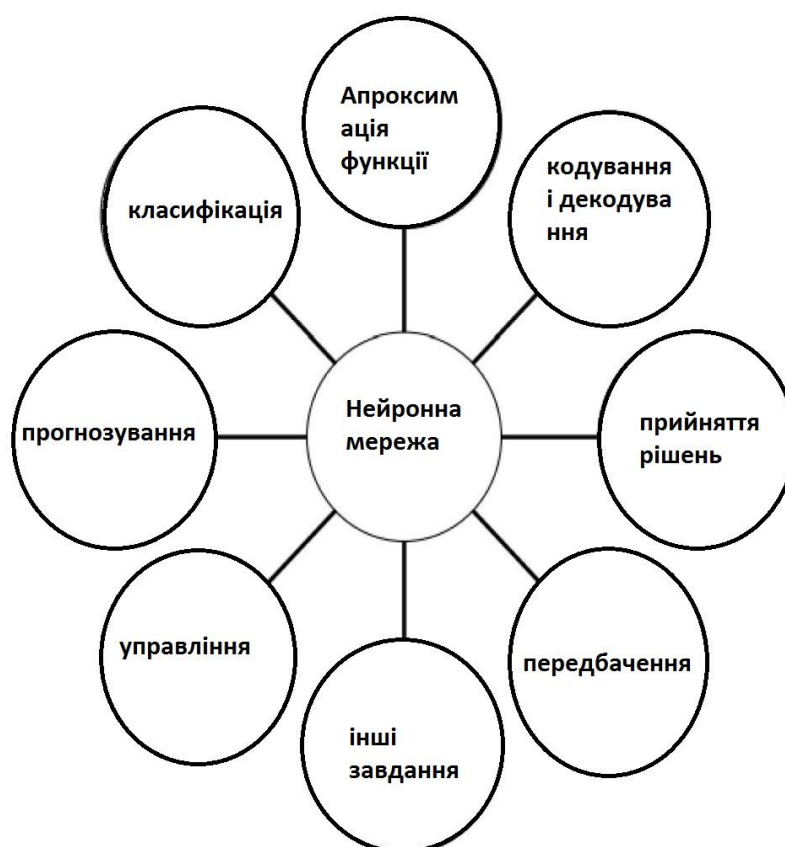 Апроксим
ація
функції
кодування
і декодува
ння
класифікація
Нейронна
мережа
прогнозування
прийняття
рішень
управління
передбачення
інші
завдання